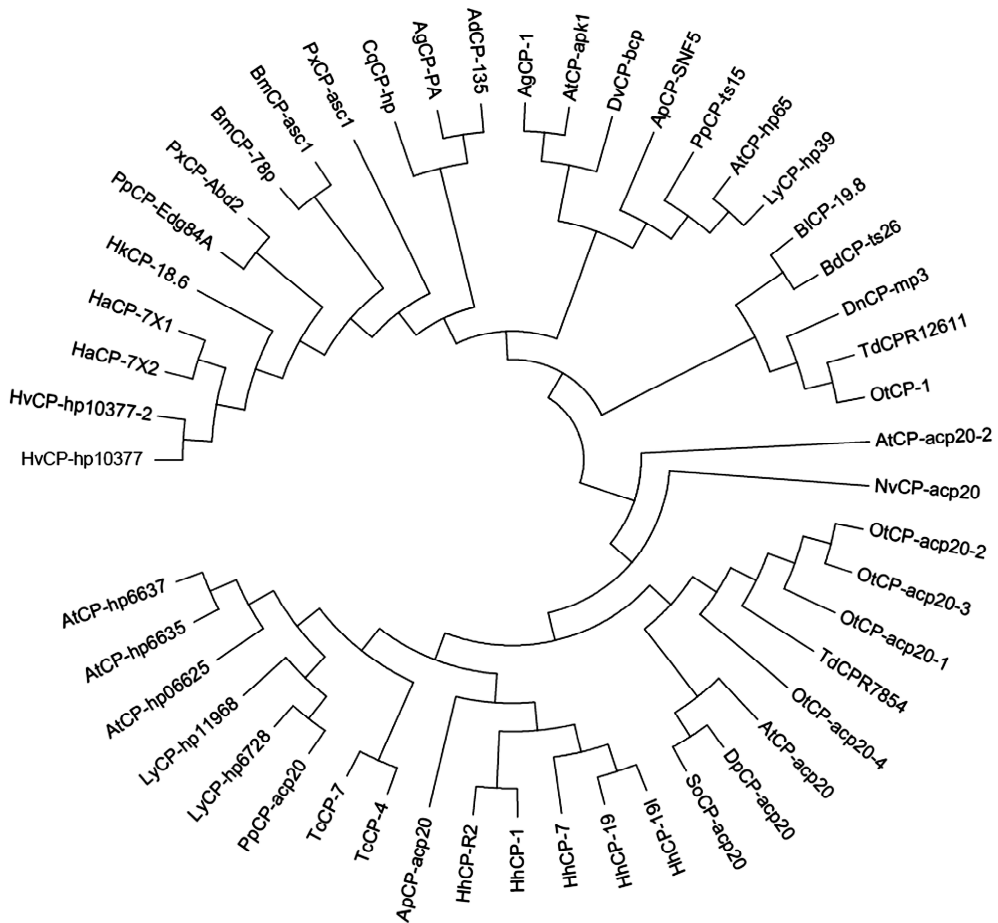 HvCP-hp10377
HvCP-hp10377-2
HaCP-7X2
HaCP-7X1
HkCP-18.6
PpCP-Edg84A
PxCP-Abd2
BmCP-78p
BmCP-asc1
PxCP-asc1
CqCP-hp
AgCP-PA
AdCP-135
AgCP-1
AtCP-apk1
DvCP-bcp
ApCP-SNF5
PpCP-ts15
AtCP-hp65
LyCP-hp39
BlCP-19.8
BdCP-ts26
DnCP-mp3
TdCPR12611
OtCP-1
AtCP-acp20-2
NvCP-acp20
OtCP-acp20-2
OtCP-acp20-3
OtCP-acp20-1
TdCPR7854
OtCP-acp20-4
AtCP-acp20
DpCP-acp20
SoCP-acp20
HhCP-19l
HhCP-19
HhCP-7
HhCP-1
HhCP-R2
ApCP-acp20
TcCP-4
TcCP-7
PpCP-acp20
LyCP-hp6728
LyCP-hp11968
AtCP-hp06625
AtCP-hp6635
AtCP-hp6637